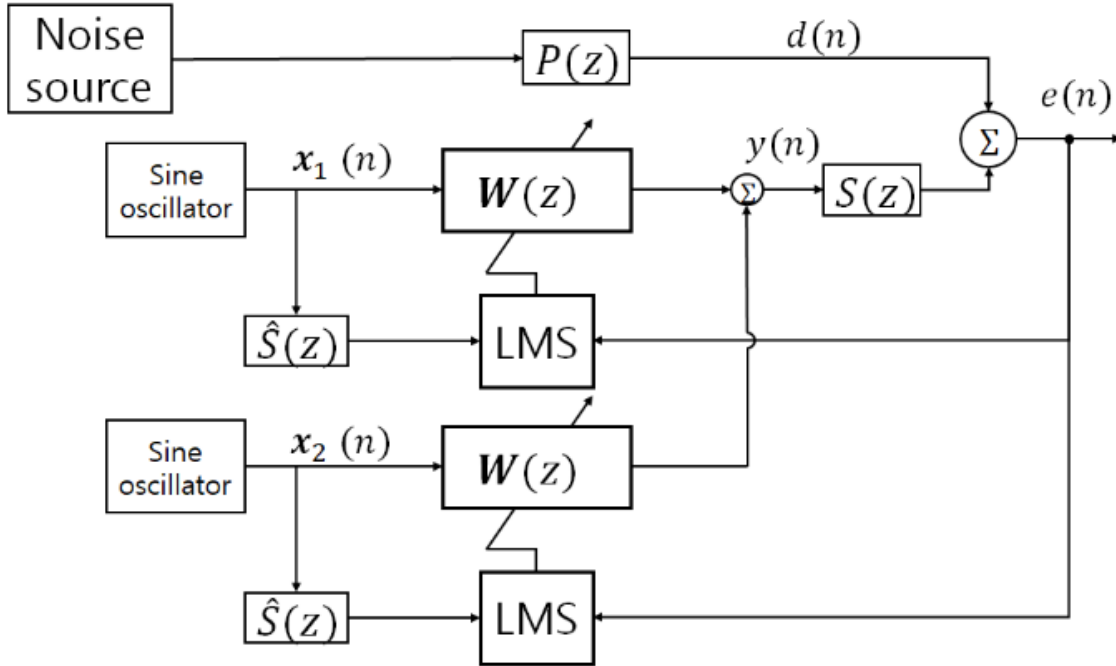 Noise
source
P(z)
d(n)
e(n)
Σ
Sine
oscillator
x₁ (n)
W(z)
Σ
y(n)
S(z)
Ŝ(z)
LMS
Sine
oscillator
x₂ (n)
W(z)
Ŝ(z)
LMS